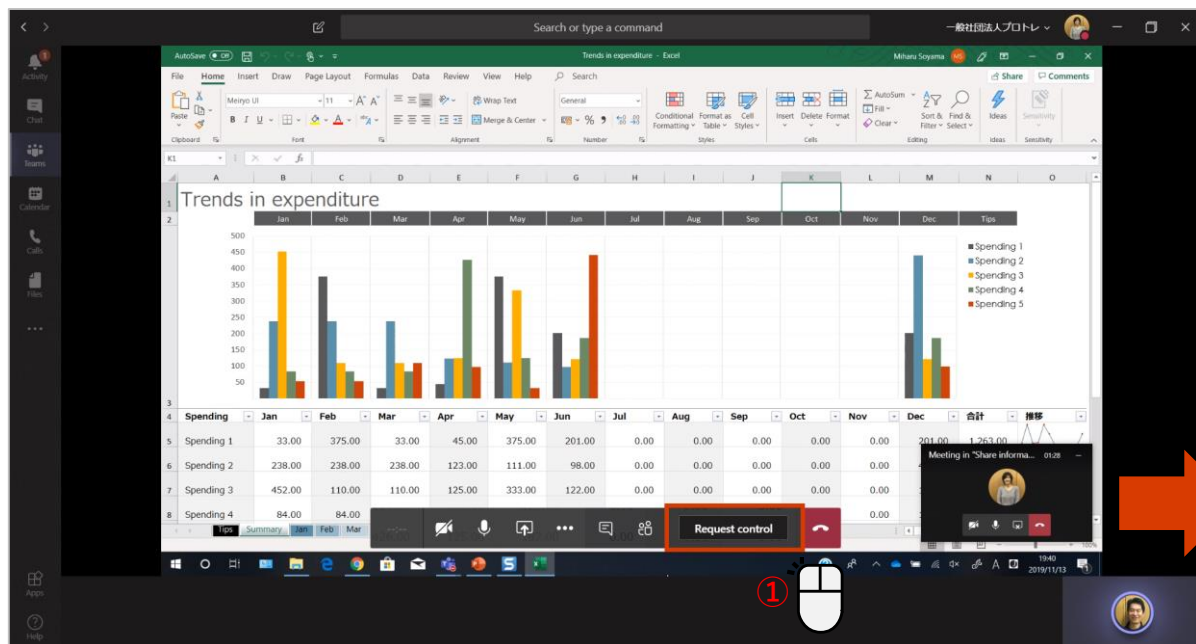 Search or type a command
一般社団法人プロトレ
Activity
1
Chat
Teams
Calendar
Calls
Files
Apps
Help
AutoSave Off
Trends in expenditure - Excel
Miharu Soyama MS
File Home Insert Draw Page Layout Formulas Data Review View Help Search
Share Comments
Paste
Meiryo UI 11
Wrap Text
Merge & Center
General
Conditional Formatting
Format as Table
Cell Styles
Insert Delete Format
AutoSum
Fill
Clear
Sort & Filter
Find & Select
Ideas
Sensitivity
Clipboard Font Alignment Number Styles Cells Editing Ideas Sensitivity
K1
A B C D E F G H I J K L M N O
1 Trends in expenditure
2 Jan Feb Mar Apr May Jun Jul Aug Sep Oct Nov Dec Tips
500
450
400
350
300
250
200
150
100
50
Spending 1
Spending 2
Spending 3
Spending 4
Spending 5
3
4 Spending Jan Feb Mar Apr May Jun Jul Aug Sep Oct Nov Dec 合計 推移
5 Spending 1 33.00 375.00 33.00 45.00 375.00 201.00 0.00 0.00 0.00 0.00 0.00 201.00 1,263.00
6 Spending 2 238.00 238.00 238.00 123.00 111.00 98.00 0.00 0.00 0.00 0.00 0.00
7 Spending 3 452.00 110.00 110.00 125.00 333.00 122.00 0.00 0.00 0.00 0.00 0.00
8 Spending 4 84.00 84.00 0.00
Meeting in "Share informa... 01:28
Tips Summary Jan Feb Mar
Request control
100%
19:40
2019/11/13
①